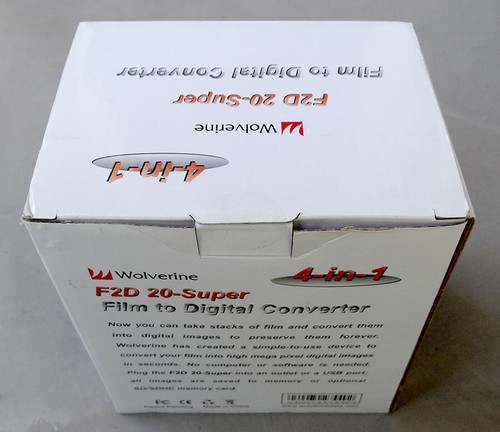 Film to Digital Converter
F2D 20-Super
Wolverine
4-in-1
Wolverine
4-in-1
F2D 20-Super
Film to Digital Converter
Now you can take stacks of film and convert them
into digital images to preserve them forever.
Wolverine has created a simple-to-use device to
convert your film into high mega pixel digital images
in seconds. No computer or software is needed.
Plug the F2D 20-Super into an outlet or a USB port,
all images are saved to memory or optional
SD/SDHC memory card.
FC CE
Patent Pending Made in China